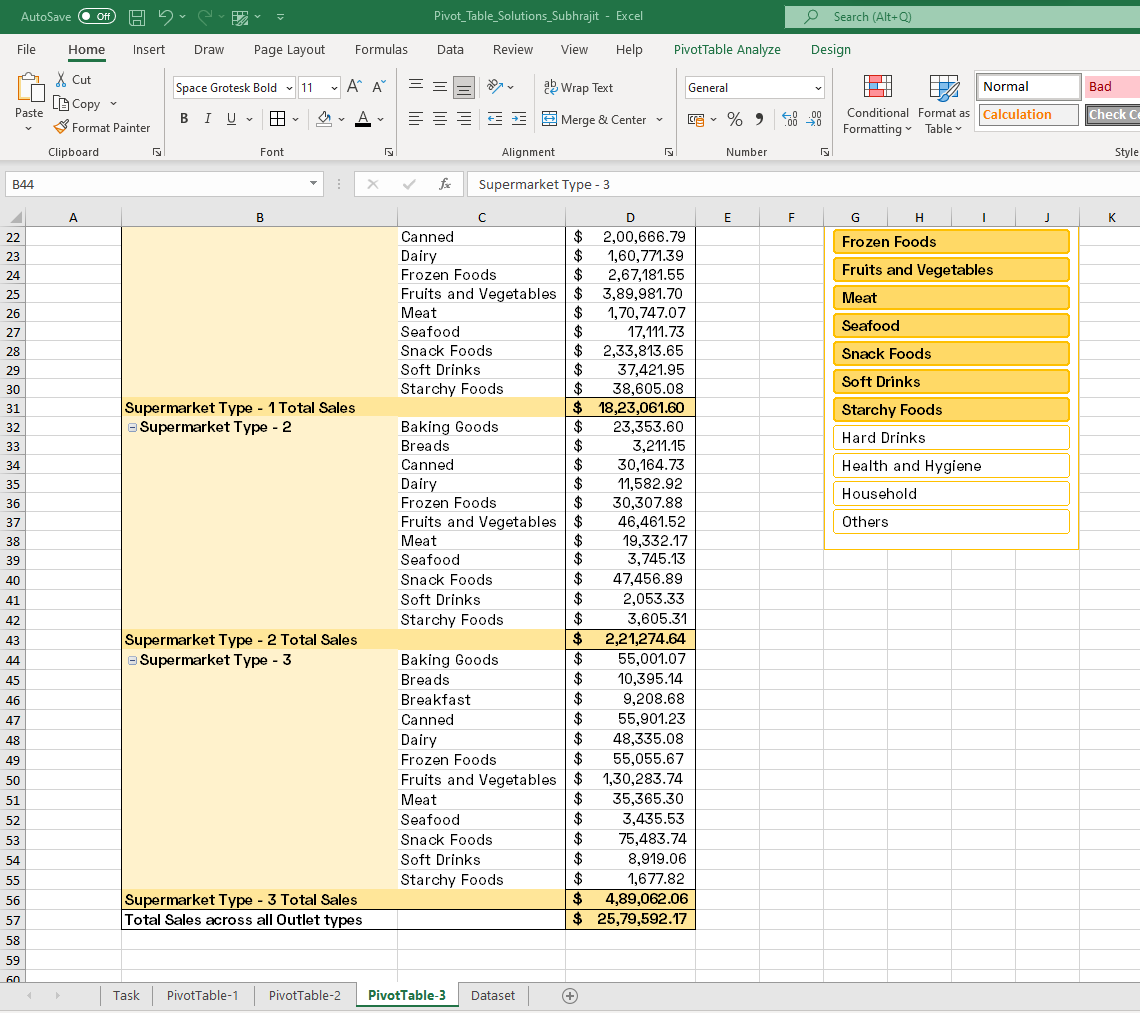 AutoSave Off Pivot_Table_Solutions_Subhrajit - Excel Search (Alt+Q)
File Home Insert Draw Page Layout Formulas Data Review View Help PivotTable Analyze Design
Paste
Cut
Copy
Format Painter
Clipboard
Space Grotesk Bold 11
B I U A
Font
ab Wrap Text
Merge & Center
Alignment
General
% 9
Number
Conditional Formatting
Format as Table
Normal Bad
Calculation Check Ce
Style
B44 fx Supermarket Type - 3
A B C D E F G H I J K
22 Canned $ 2,00,666.79
23 Dairy $ 1,60,771.39
24 Frozen Foods $ 2,67,181.55
25 Fruits and Vegetables $ 3,89,981.70
26 Meat $ 1,70,747.07
27 Seafood $ 17,111.73
28 Snack Foods $ 2,33,813.65
29 Soft Drinks $ 37,421.95
30 Starchy Foods $ 38,605.08
31 Supermarket Type - 1 Total Sales $ 18,23,061.60
32 Supermarket Type - 2 Baking Goods $ 23,353.60
33 Breads $ 3,211.15
34 Canned $ 30,164.73
35 Dairy $ 11,582.92
36 Frozen Foods $ 30,307.88
37 Fruits and Vegetables $ 46,461.52
38 Meat $ 19,332.17
39 Seafood $ 3,745.13
40 Snack Foods $ 47,456.89
41 Soft Drinks $ 2,053.33
42 Starchy Foods $ 3,605.31
43 Supermarket Type - 2 Total Sales $ 2,21,274.64
44 Supermarket Type - 3 Baking Goods $ 55,001.07
45 Breads $ 10,395.14
46 Breakfast $ 9,208.68
47 Canned $ 55,901.23
48 Dairy $ 48,335.08
49 Frozen Foods $ 55,055.67
50 Fruits and Vegetables $ 1,30,283.74
51 Meat $ 35,365.30
52 Seafood $ 3,435.53
53 Snack Foods $ 75,483.74
54 Soft Drinks $ 8,919.06
55 Starchy Foods $ 1,677.82
56 Supermarket Type - 3 Total Sales $ 4,89,062.06
57 Total Sales across all Outlet types $ 25,79,592.17
58
59
60
Frozen Foods
Fruits and Vegetables
Meat
Seafood
Snack Foods
Soft Drinks
Starchy Foods
Hard Drinks
Health and Hygiene
Household
Others
Task PivotTable-1 PivotTable-2 PivotTable-3 Dataset